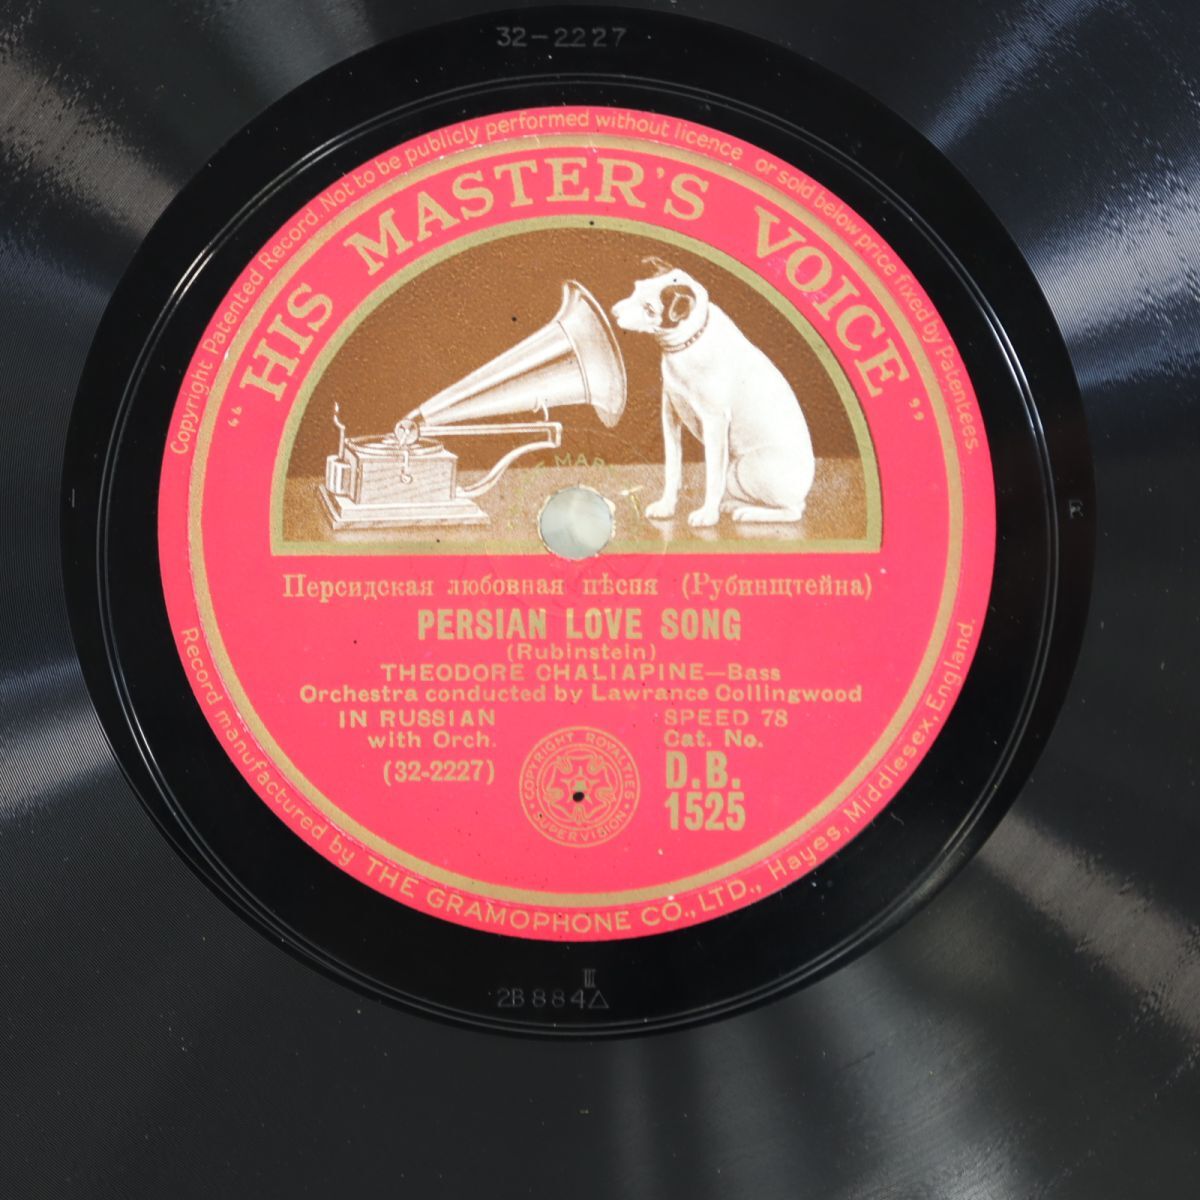 32-2227
Copyright Patented Record. Not to be publicly performed without licence or sold below price fixed by Patentees.
"HIS MASTER'S VOICE"
MAR
Персидская любовная пѣсня (Рубинштейна)
PERSIAN LOVE SONG
(Rubinstein)
THEODORE CHALIAPINE—Bass
Orchestra conducted by Lawrance Collingwood
IN RUSSIAN
with Orch.
(32-2227)
SPEED 78
Cat. No.
D.B.
1525
COPYRIGHT ROYALTIES
SUPERVISION
Record manufactured by THE GRAMOPHONE CO., LTD., Hayes, Middlesex, England.
R
III
2B884△